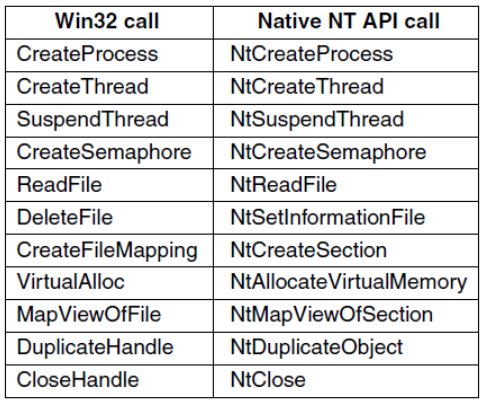 Win32 call Native NT API call
CreateProcess NtCreateProcess
CreateThread NtCreateThread
SuspendThread NtSuspendThread
CreateSemaphore NtCreateSemaphore
ReadFile NtReadFile
DeleteFile NtSetInformationFile
CreateFileMapping NtCreateSection
VirtualAlloc NtAllocateVirtualMemory
MapViewOfFile NtMapViewOfSection
DuplicateHandle NtDuplicateObject
CloseHandle NtClose